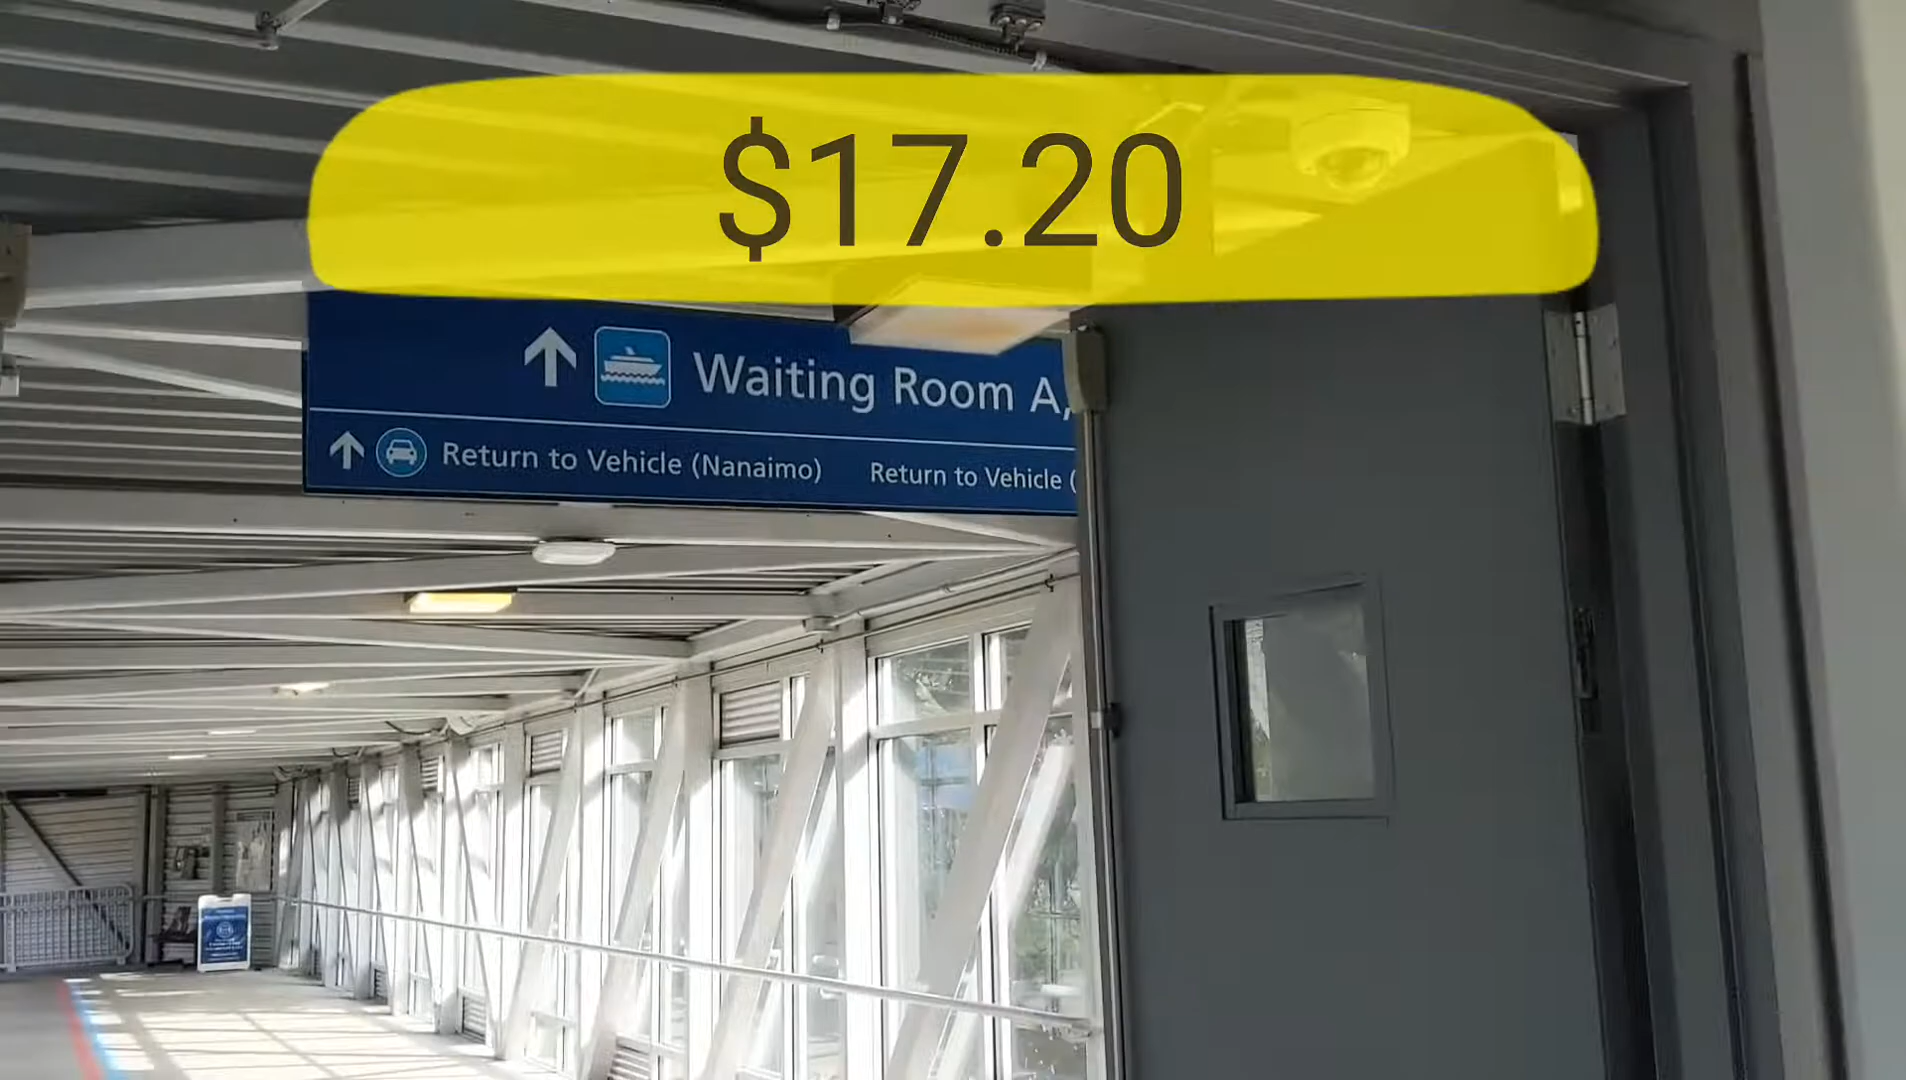 $17.20
Waiting Room A,
Return to Vehicle (Nanaimo) Return to Vehicle (